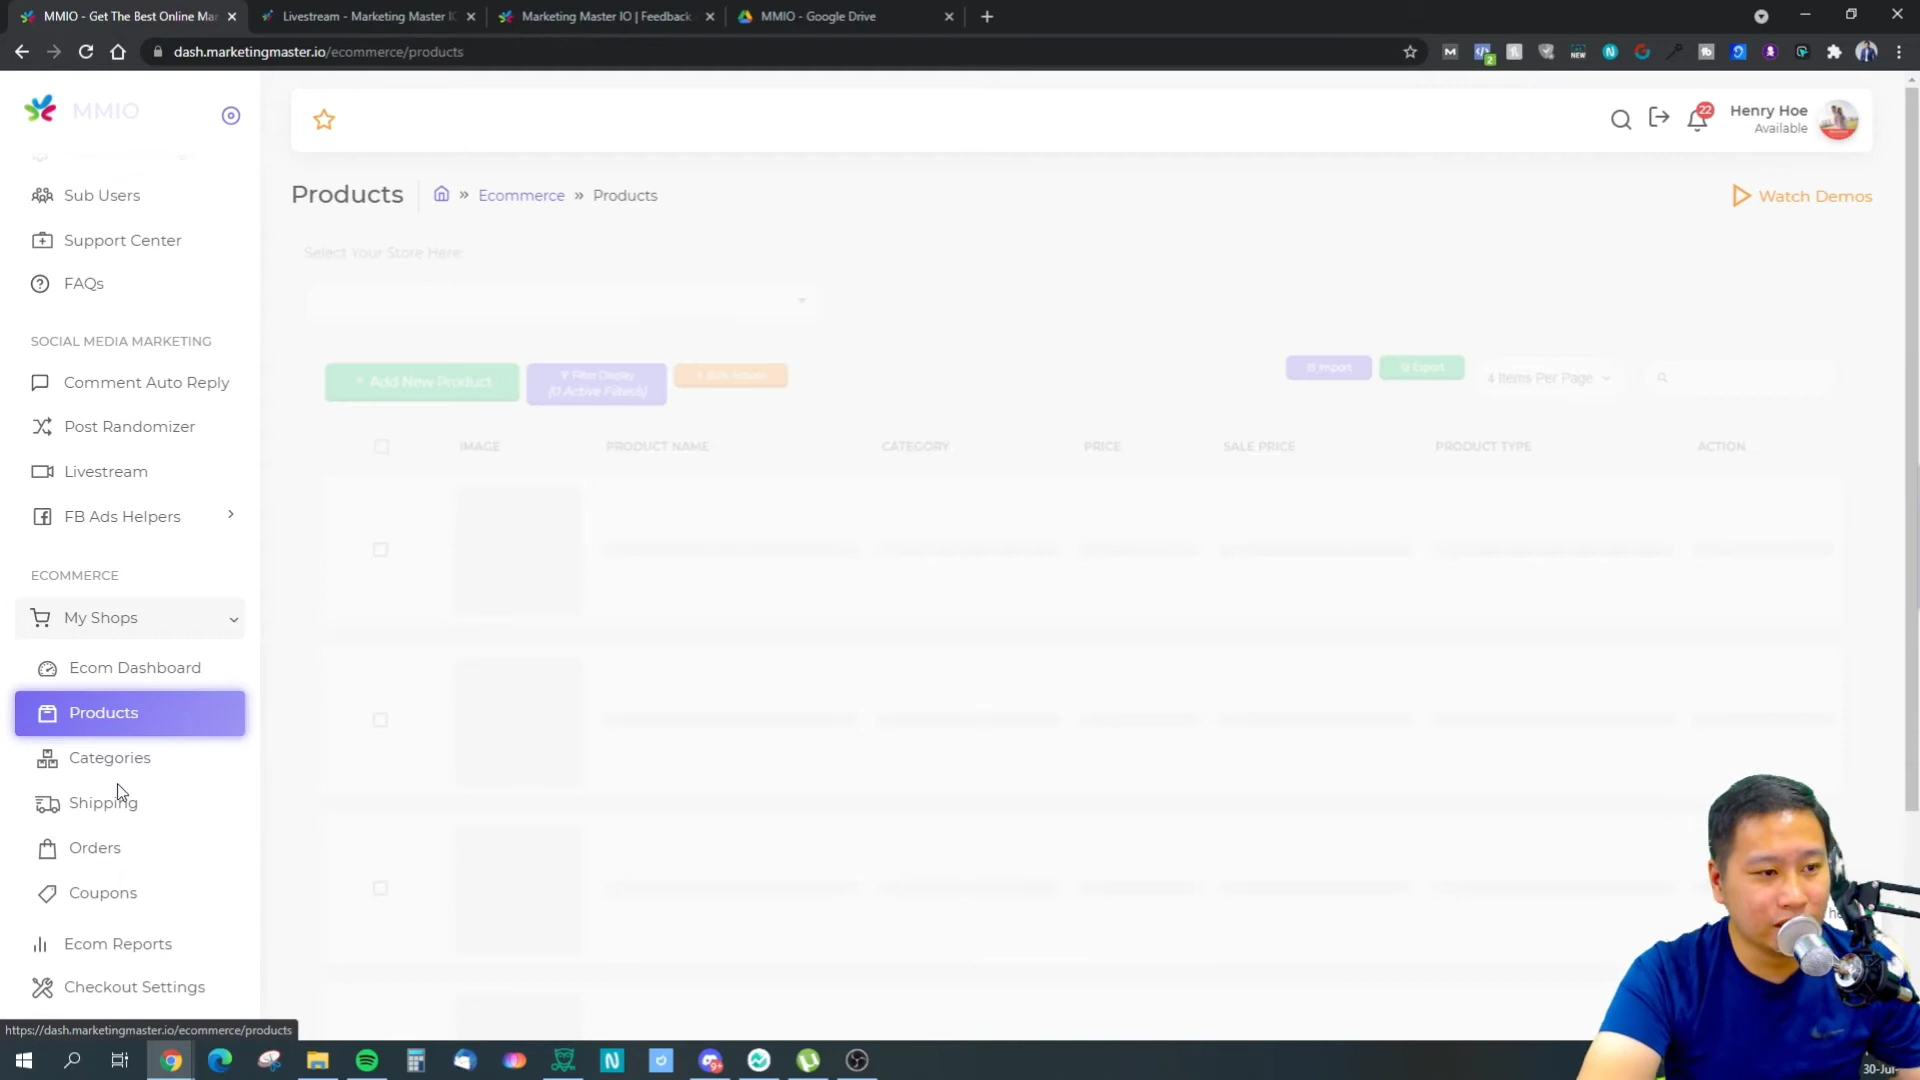 MMIO - Get The Best Online Mar
Livestream - Marketing Master IO
Marketing Master IO | Feedback
MMIO - Google Drive
dash.marketingmaster.io/ecommerce/products
2
NEW
MMIO
22
Henry Hoe
Available
Sub Users
Support Center
FAQs
SOCIAL MEDIA MARKETING
Comment Auto Reply
Post Randomizer
Livestream
FB Ads Helpers
ECOMMERCE
My Shops
Ecom Dashboard
Products
Categories
Shipping
Orders
Coupons
Ecom Reports
Checkout Settings
Products
» Ecommerce » Products
Watch Demos
Select Your Store Here:
+ Add New Product
Filter Display
(0 Active Filters)
Import
Export
4 Items Per Page
IMAGE
PRODUCT NAME
CATEGORY
PRICE
SALE PRICE
PRODUCT TYPE
ACTION
https://dash.marketingmaster.io/ecommerce/products
9+
30-Jul-